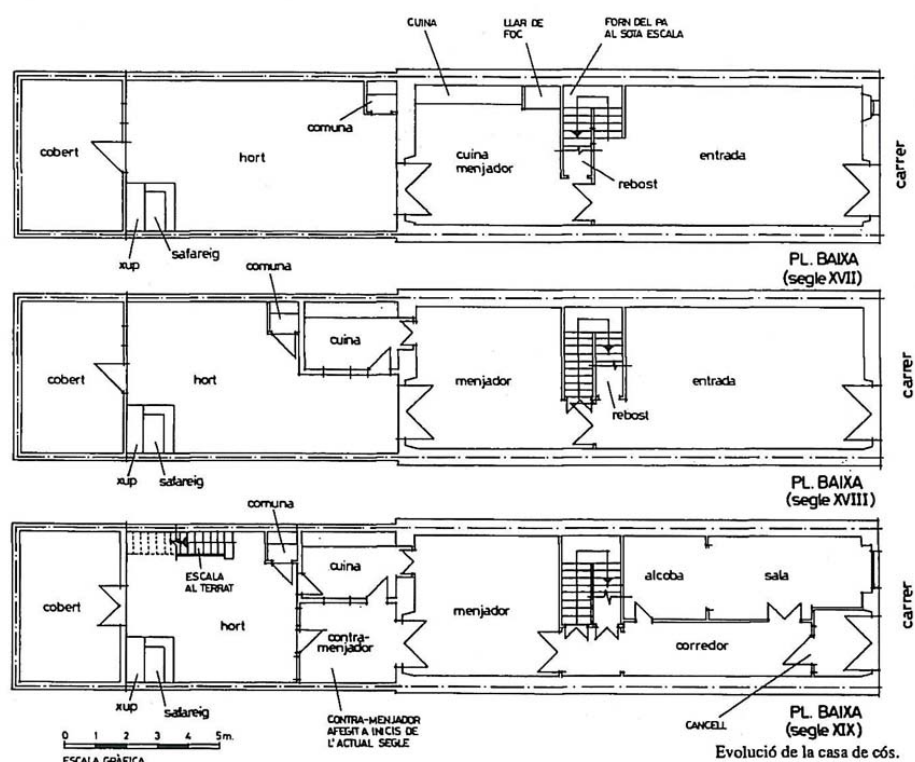 CUINA
LLAR DE
FOC
FORN DEL PA
AL SOTA ESCALA
comuna
cobert
hort
cuina
menjador
rebost
entrada
carrer
xup
safareig
PL. BAIXA
(segle XVII)
comuna
cuina
cobert
hort
menjador
entrada
rebost
carrer
xup
safareig
PL. BAIXA
(segle XVIII)
comuna
ESCALA
AL TERRAT
cuina
alcoba
sala
cobert
menjador
hort
contra-
menjador
corredor
carrer
xup
safareig
CONTRA-MENJADOR
AFEGIT A INICIS DE
L'ACTUAL SEGLE
CANCELL
PL. BAIXA
(segle XIX)
0 1 2 3 4 5m.
ESCALA GRÀFICA
Evolució de la casa de cós.